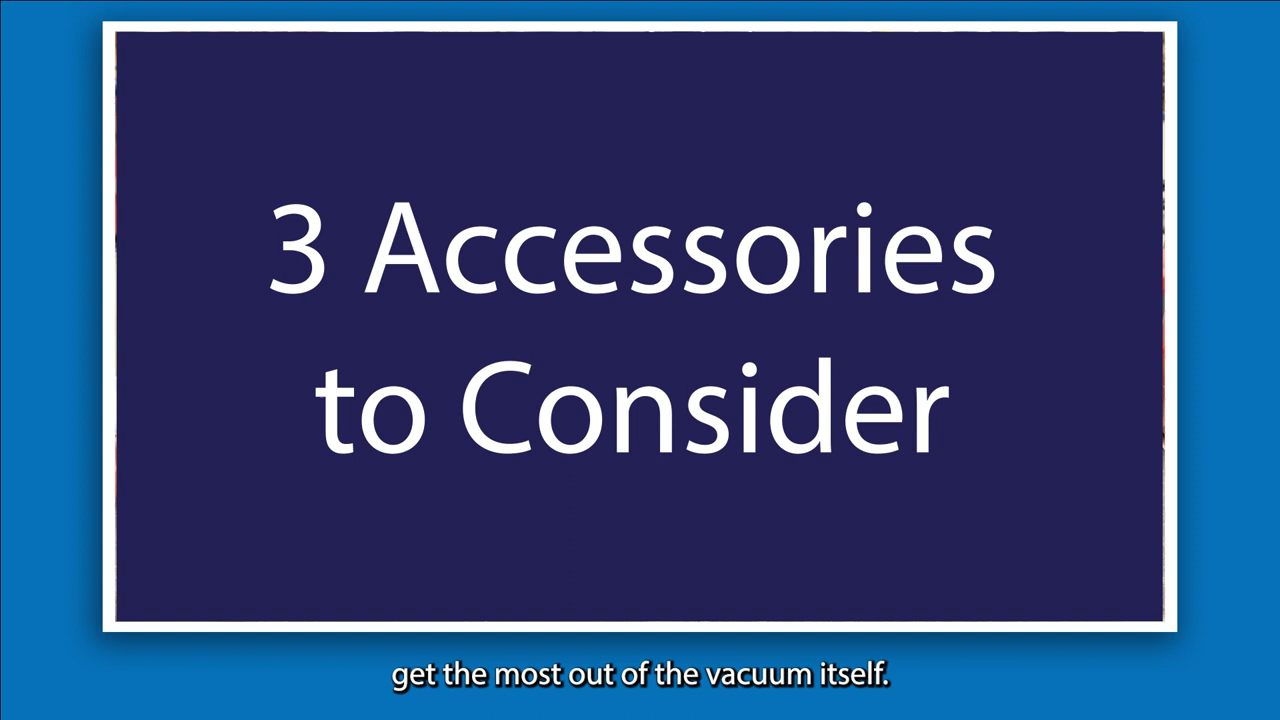 3 Accessories
to Consider
get the most out of the vacuum itself.